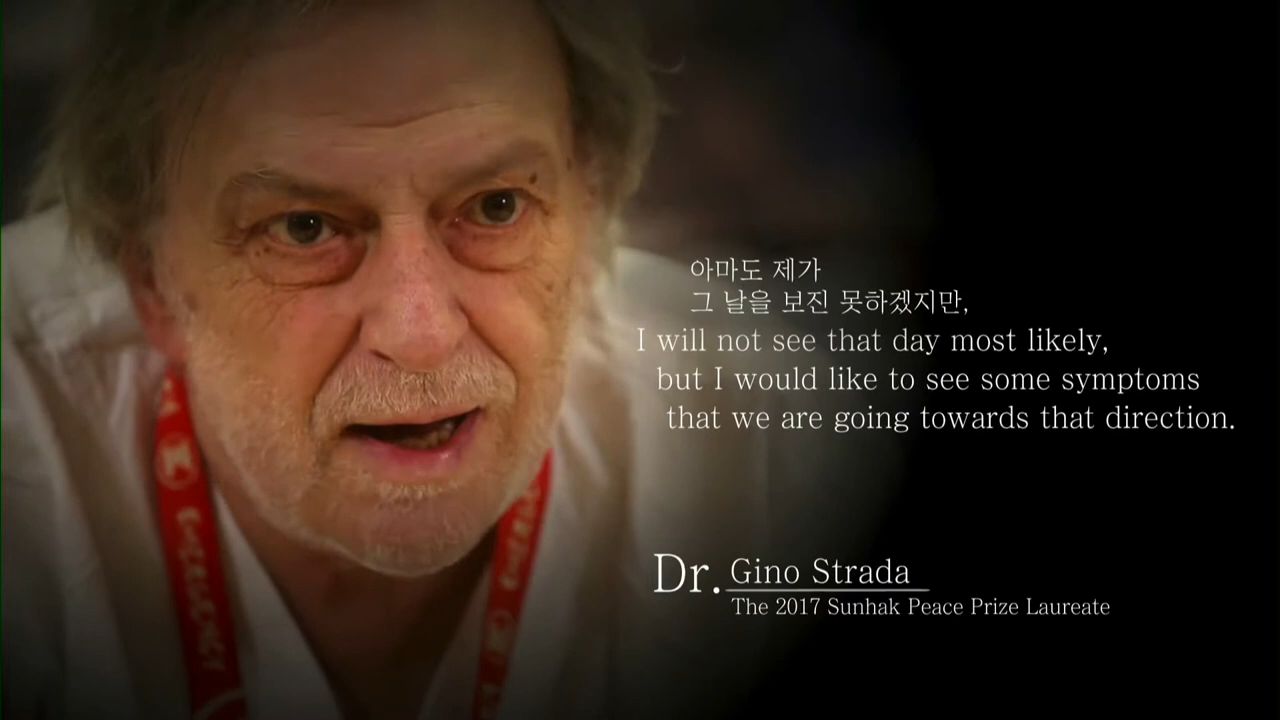 아마도 제가
그 날을 보진 못하겠지만,
I will not see that day most likely,
but I would like to see some symptoms
that we are going towards that direction.
Dr. Gino Strada
The 2017 Sunhak Peace Prize Laureate